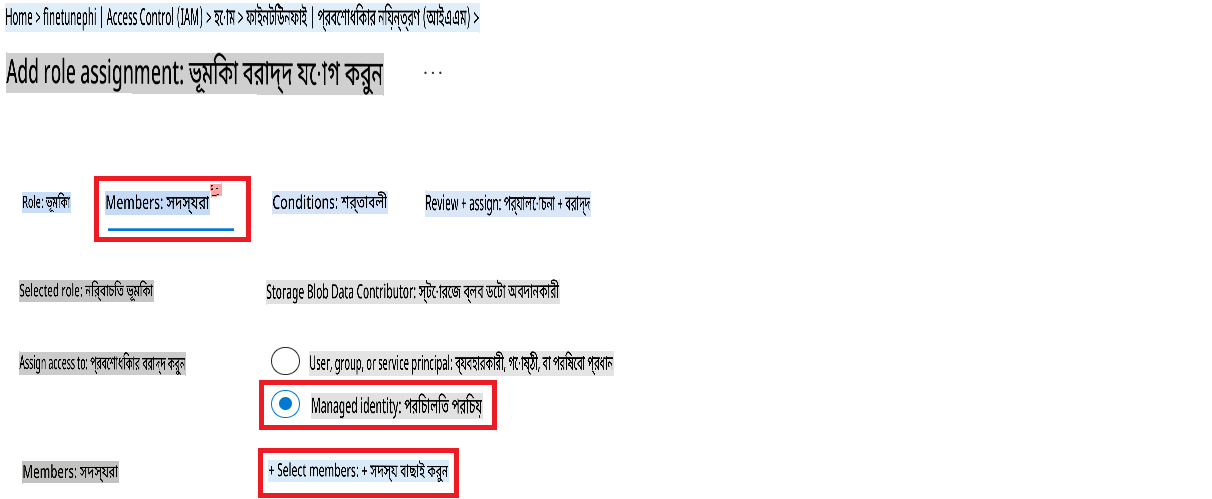 Home > finetunephi | Access Control (IAM) > হোম > ফাইনটিউনফাই | প্রবেশাধিকার নিয়ন্ত্রণ (আইএএম) >
Add role assignment: ভূমিকা বরাদ্দ যোগ করুন ...
Role: ভূমিকা Members: সদস্যরা Conditions: শর্তাবলী Review + assign: পর্যালোচনা + বরাদ্দ
Selected role: নির্বাচিত ভূমিকা Storage Blob Data Contributor: স্টোরেজ ব্লব ডেটা অবদানকারী
Assign access to: প্রবেশাধিকার বরাদ্দ করুন User, group, or service principal: ব্যবহারকারী, গোষ্ঠী, বা পরিষেবা প্রধান
Managed identity: পরিচালিত পরিচয়
Members: সদস্যরা + Select members: + সদস্য বাছাই করুন